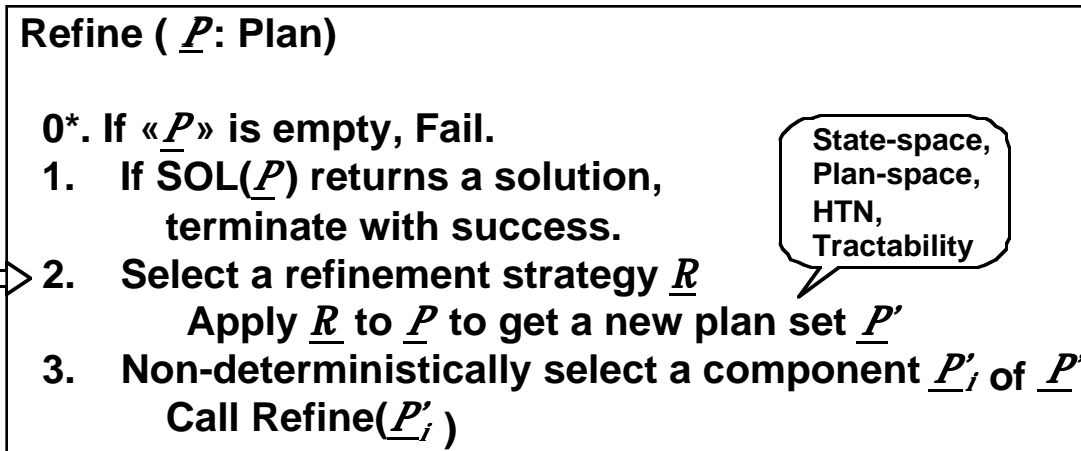 Refine ( P : Plan)
0*. If «P» is empty, Fail.
1. If SOL(P) returns a solution,
terminate with success.
State-space,
Plan-space,
HTN,
Tractability
2. Select a refinement strategy R
Apply R to P to get a new plan set P'
3. Non-deterministically select a component P'i of P'
Call Refine(P'i )